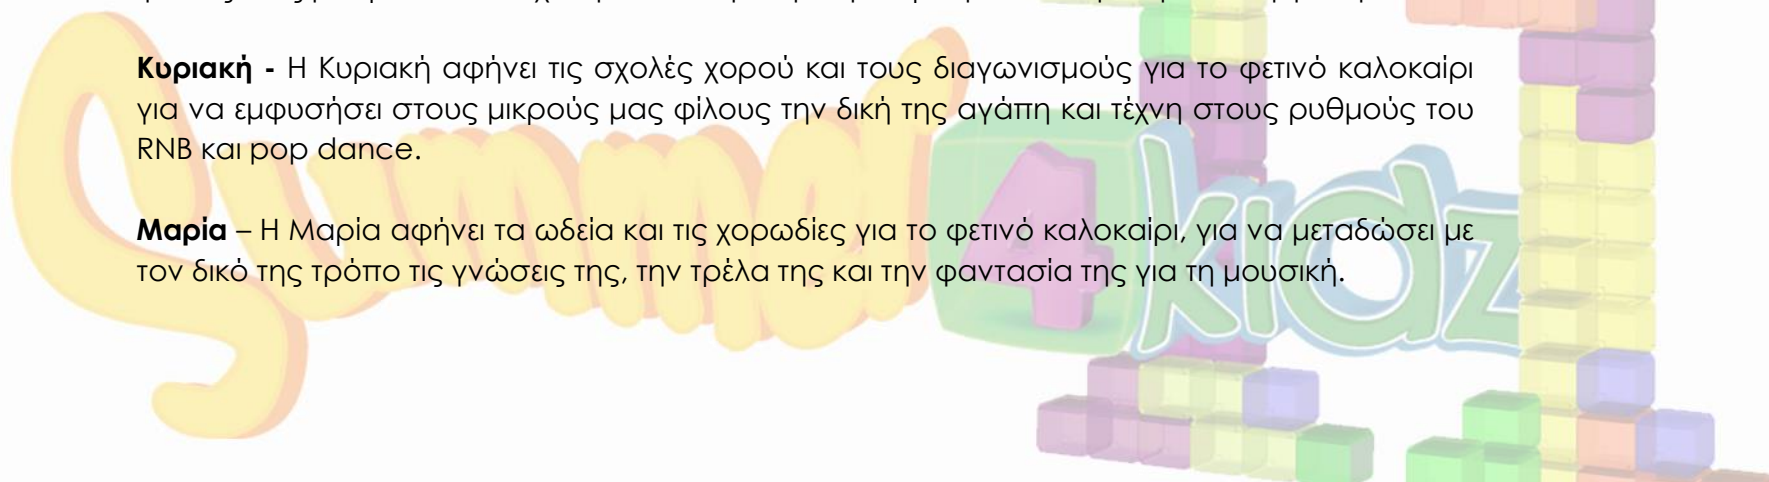 Κυριακή - Η Κυριακή αφήνει τις σχολές χορού και τους διαγωνισμούς για το φετινό καλοκαίρι
για να εμφυσήσει στους μικρούς μας φίλους την δική της αγάπη και τέχνη στους ρυθμούς του
RNB και pop dance.
Μαρία – Η Μαρία αφήνει τα ωδεία και τις χορωδίες για το φετινό καλοκαίρι, για να μεταδώσει με
τον δικό της τρόπο τις γνώσεις της, την τρέλα της και την φαντασία της για τη μουσική.
Summer 4 kidz